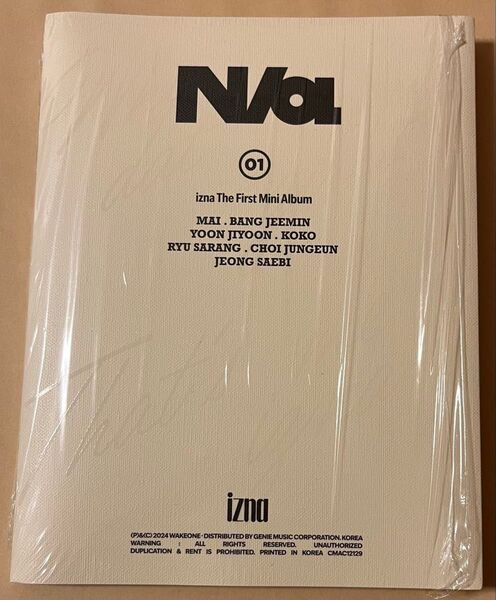 N/a
01
izna The First Mini Album
MAI . BANG JEEMIN
YOON JIYOON . KOKO
RYU SARANG . CHOI JUNGEUN
JEONG SAEBI
izna
(P)&(C) 2024 WAKEONE · DISTRIBUTED BY GENIE MUSIC CORPORATION. KOREA
WARNING : ALL RIGHTS RESERVED. UNAUTHORIZED
DUPLICATION & RENT IS PROHIBITED. PRINTED IN KOREA CMAC12129